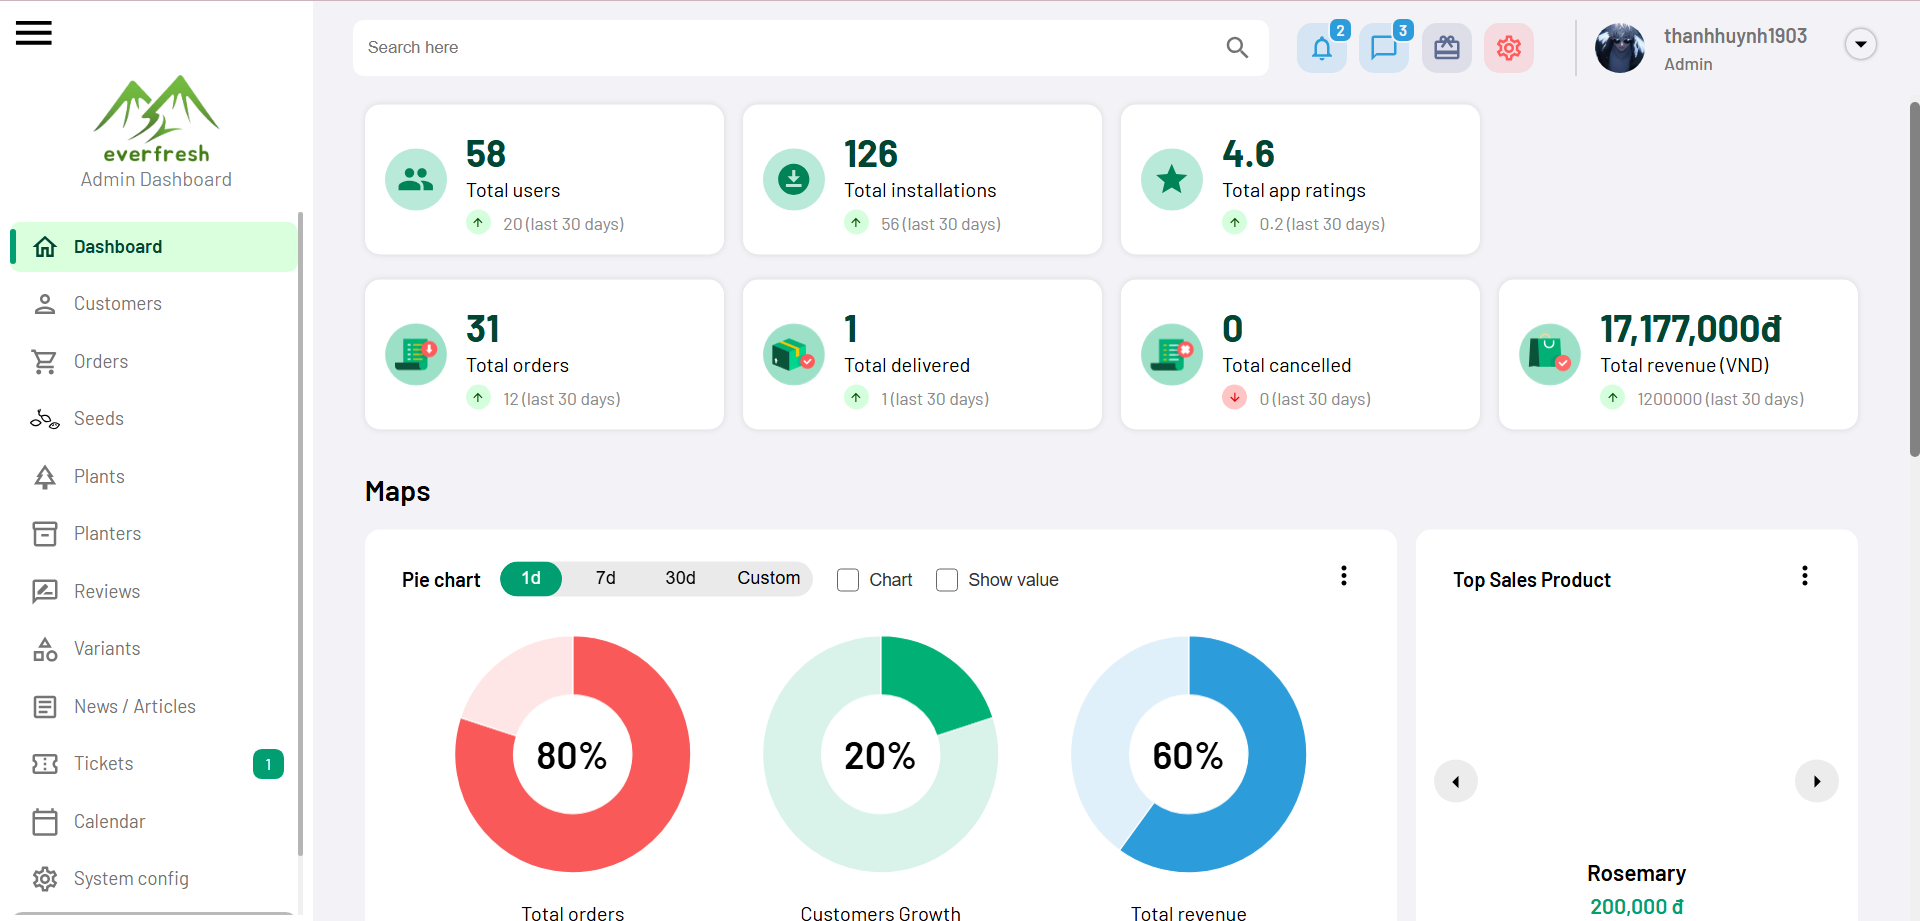 everfresh
Admin Dashboard
Dashboard
Customers
Orders
Seeds
Plants
Planters
Reviews
Variants
News / Articles
Tickets
1
Calendar
System config
Search here
2
3
thanhhuynh1903
Admin
58
Total users
20 (last 30 days)
126
Total installations
56 (last 30 days)
4.6
Total app ratings
0.2 (last 30 days)
31
Total orders
12 (last 30 days)
1
Total delivered
1 (last 30 days)
0
Total cancelled
0 (last 30 days)
17,177,000đ
Total revenue (VND)
1200000 (last 30 days)
Maps
Pie chart
1d
7d
30d
Custom
Chart
Show value
80%
Total orders
20%
Customers Growth
60%
Total revenue
Top Sales Product
Rosemary
200,000 đ